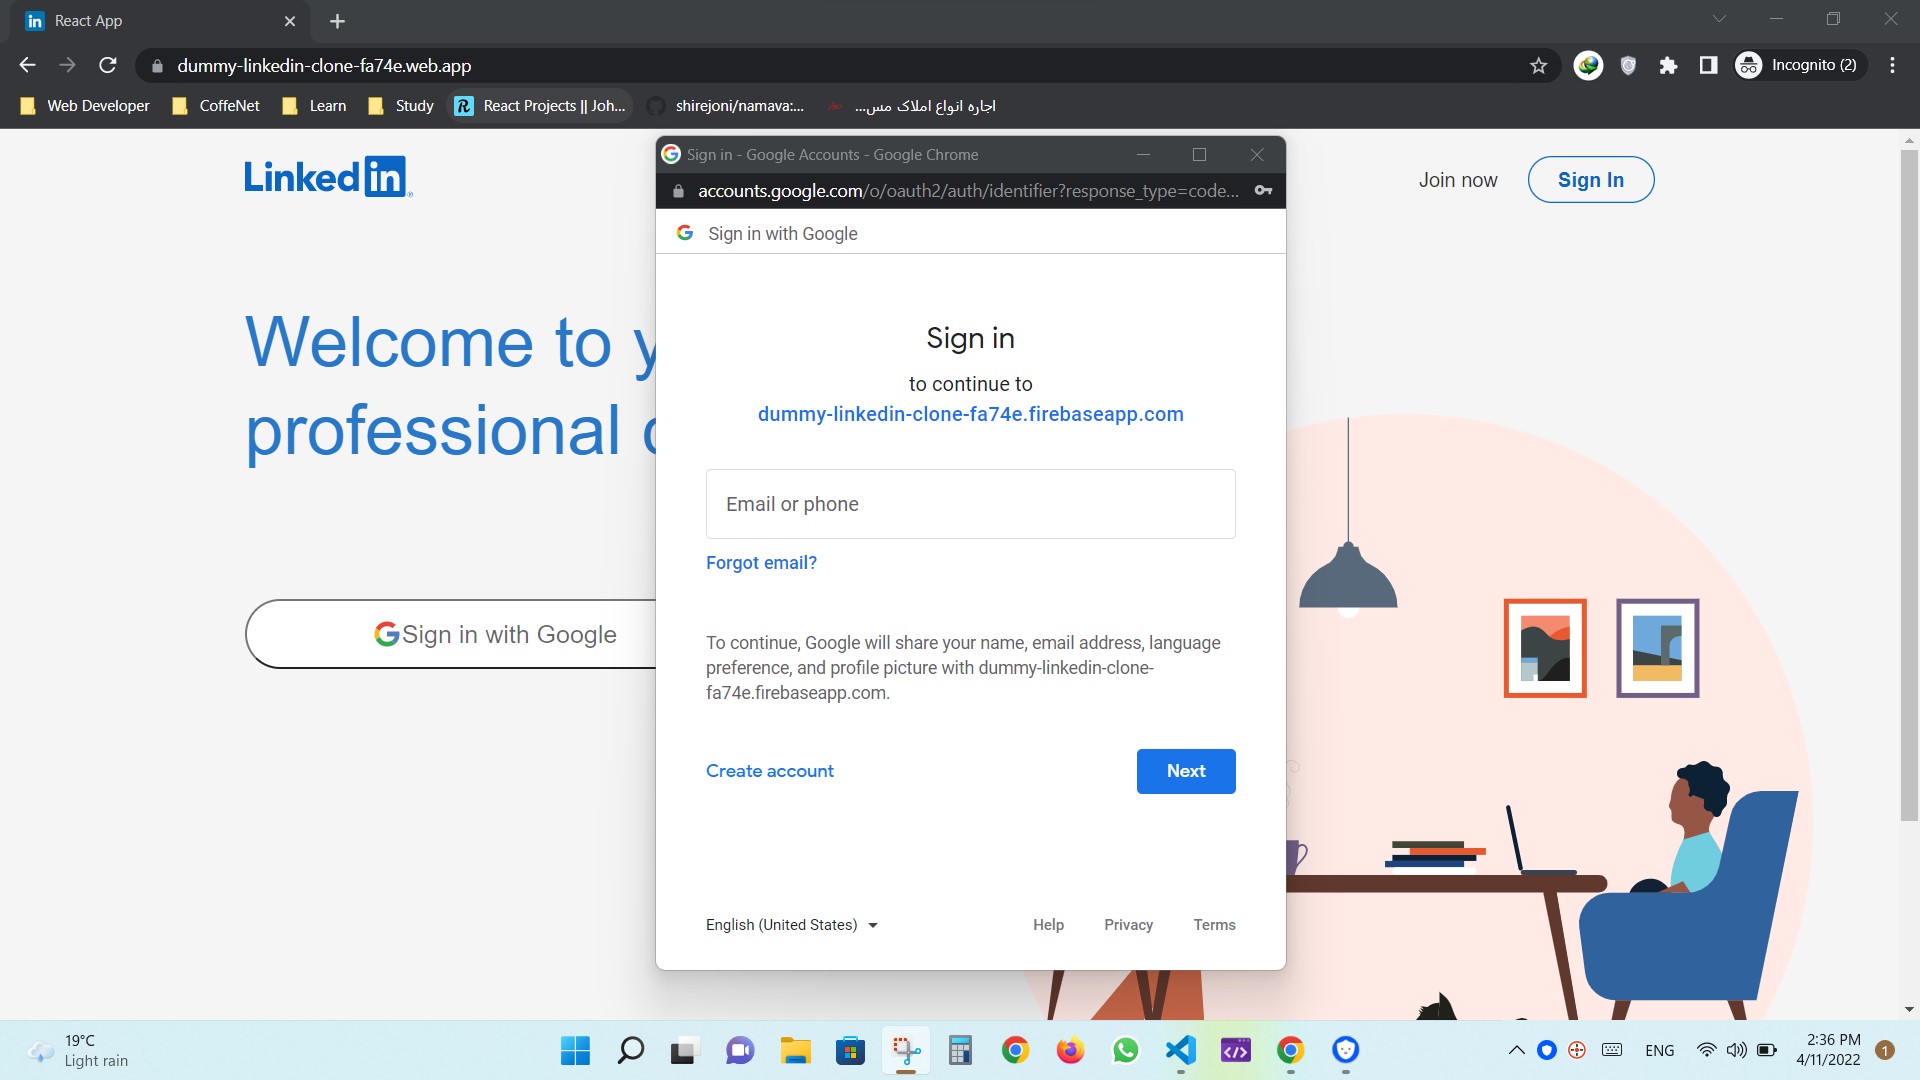 React App
dummy-linkedin-clone-fa74e.web.app
Incognito (2)
Web Developer
CoffeNet
Learn
Study
React Projects || Joh...
shirejoni/namava:...
اجاره انواع املاک مس...
Linked in
Join now
Sign In
Welcome to y
professional c
Sign in with Google
Sign in - Google Accounts - Google Chrome
accounts.google.com/o/oauth2/auth/identifier?response_type=code...
Sign in with Google
Sign in
to continue to
dummy-linkedin-clone-fa74e.firebaseapp.com
Email or phone
Forgot email?
To continue, Google will share your name, email address, language
preference, and profile picture with dummy-linkedin-clone-
fa74e.firebaseapp.com.
Create account
Next
English (United States)
Help
Privacy
Terms
19°C
Light rain
ENG
2:36 PM
4/11/2022
1